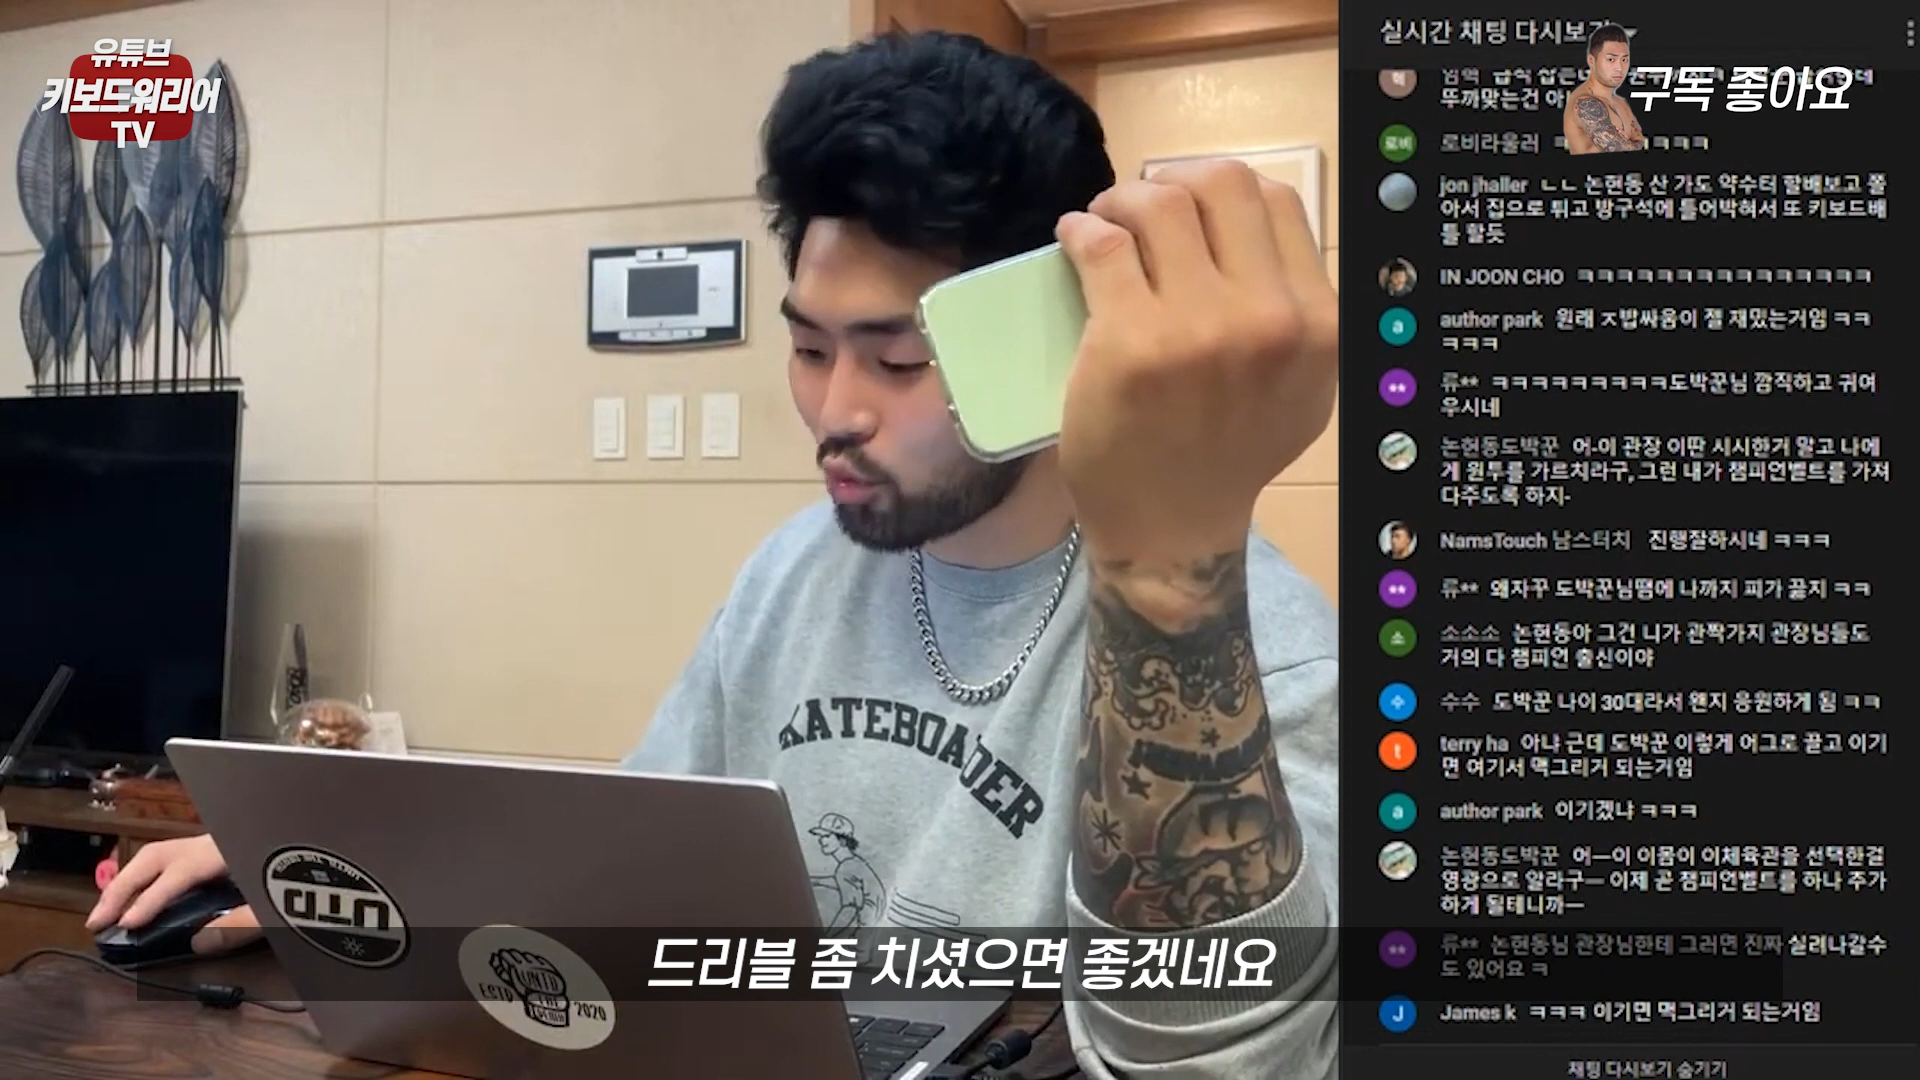 유튜브
키보드워리어
TV
실시간 채팅 다시보기
구독 좋아요
뚜까맞는건
로비라울러
jon jhaller ㄴㄴ 논현동 산 가도 약수터 할배보고 쫄
아서 집으로 튀고 방구석에 틀어박혀서 또 키보드배
틀 할듯
IN JOON CHO ㅋㅋㅋㅋㅋㅋㅋㅋㅋㅋㅋㅋㅋㅋㅋ
author park 원래 ㅈ밥싸움이 젤 재밌는거임 ㅋㅋ
ㅋㅋㅋ
류** ㅋㅋㅋㅋㅋㅋㅋㅋㅋ도박꾼님 깜직하고 귀여
우시네
논현동도박꾼 어-이 관장 이딴 시시한거 말고 나에
게 원투를 가르치라구, 그런 내가 챔피언벨트를 가져
다주도록 하지-
NamsTouch 남스터치 진행잘하시네 ㅋㅋㅋ
류** 왜자꾸 도박꾼님땜에 나까지 피가 끓지 ㅋㅋ
소소소 논현동아 그건 니가 관짝가지 관장님들도
거의 다 챔피언 출신이야
수수 도박꾼 나이 30대라서 왠지 응원하게 됨 ㅋㅋ
terry ha 아냐 근데 도박꾼 이렇게 어그로 끌고 이기
면 여기서 맥그리거 되는거임
author park 이기겠냐 ㅋㅋㅋ
논현동도박꾼 어—이 이몸이 이체육관을 선택한걸
영광으로 알라구— 이제 곧 챔피언벨트를 하나 추가
하게 될테니까—
류** 논현동님 관장님한테 그러면 진짜 실려나갈수
도 있어요 ㅋ
James k ㅋㅋㅋ 이기면 맥그리거 되는거임
채팅 다시보기 숨기기
SKATEBOARDER
ESTD 2020
드리블 좀 치셨으면 좋겠네요